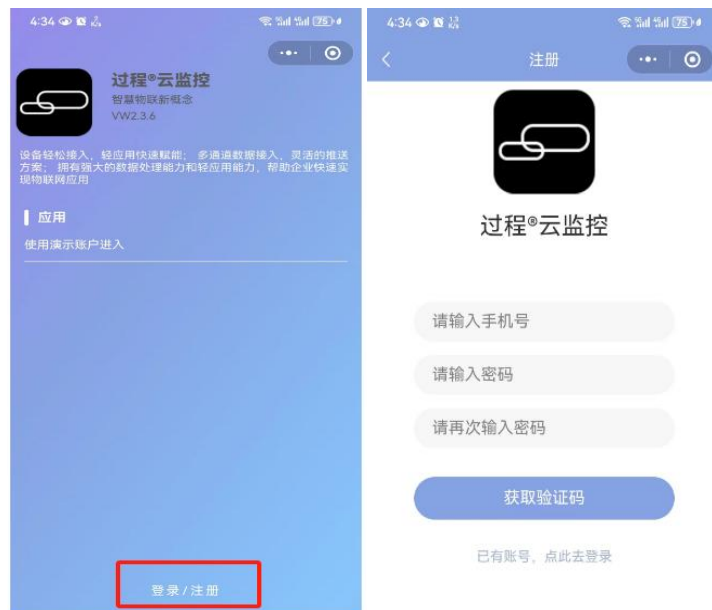 4:34
75
过程®云监控
智慧物联新概念
VW2.3.6
设备轻松接入，轻应用快速赋能； 多通道数据接入，灵活的推送
方案； 拥有强大的数据处理能力和轻应用能力，帮助企业快速实
现物联网应用
应用
使用演示账户进入
登录/注册
4:34
75
注册
过程®云监控
请输入手机号
请输入密码
请再次输入密码
获取验证码
已有账号，点此去登录